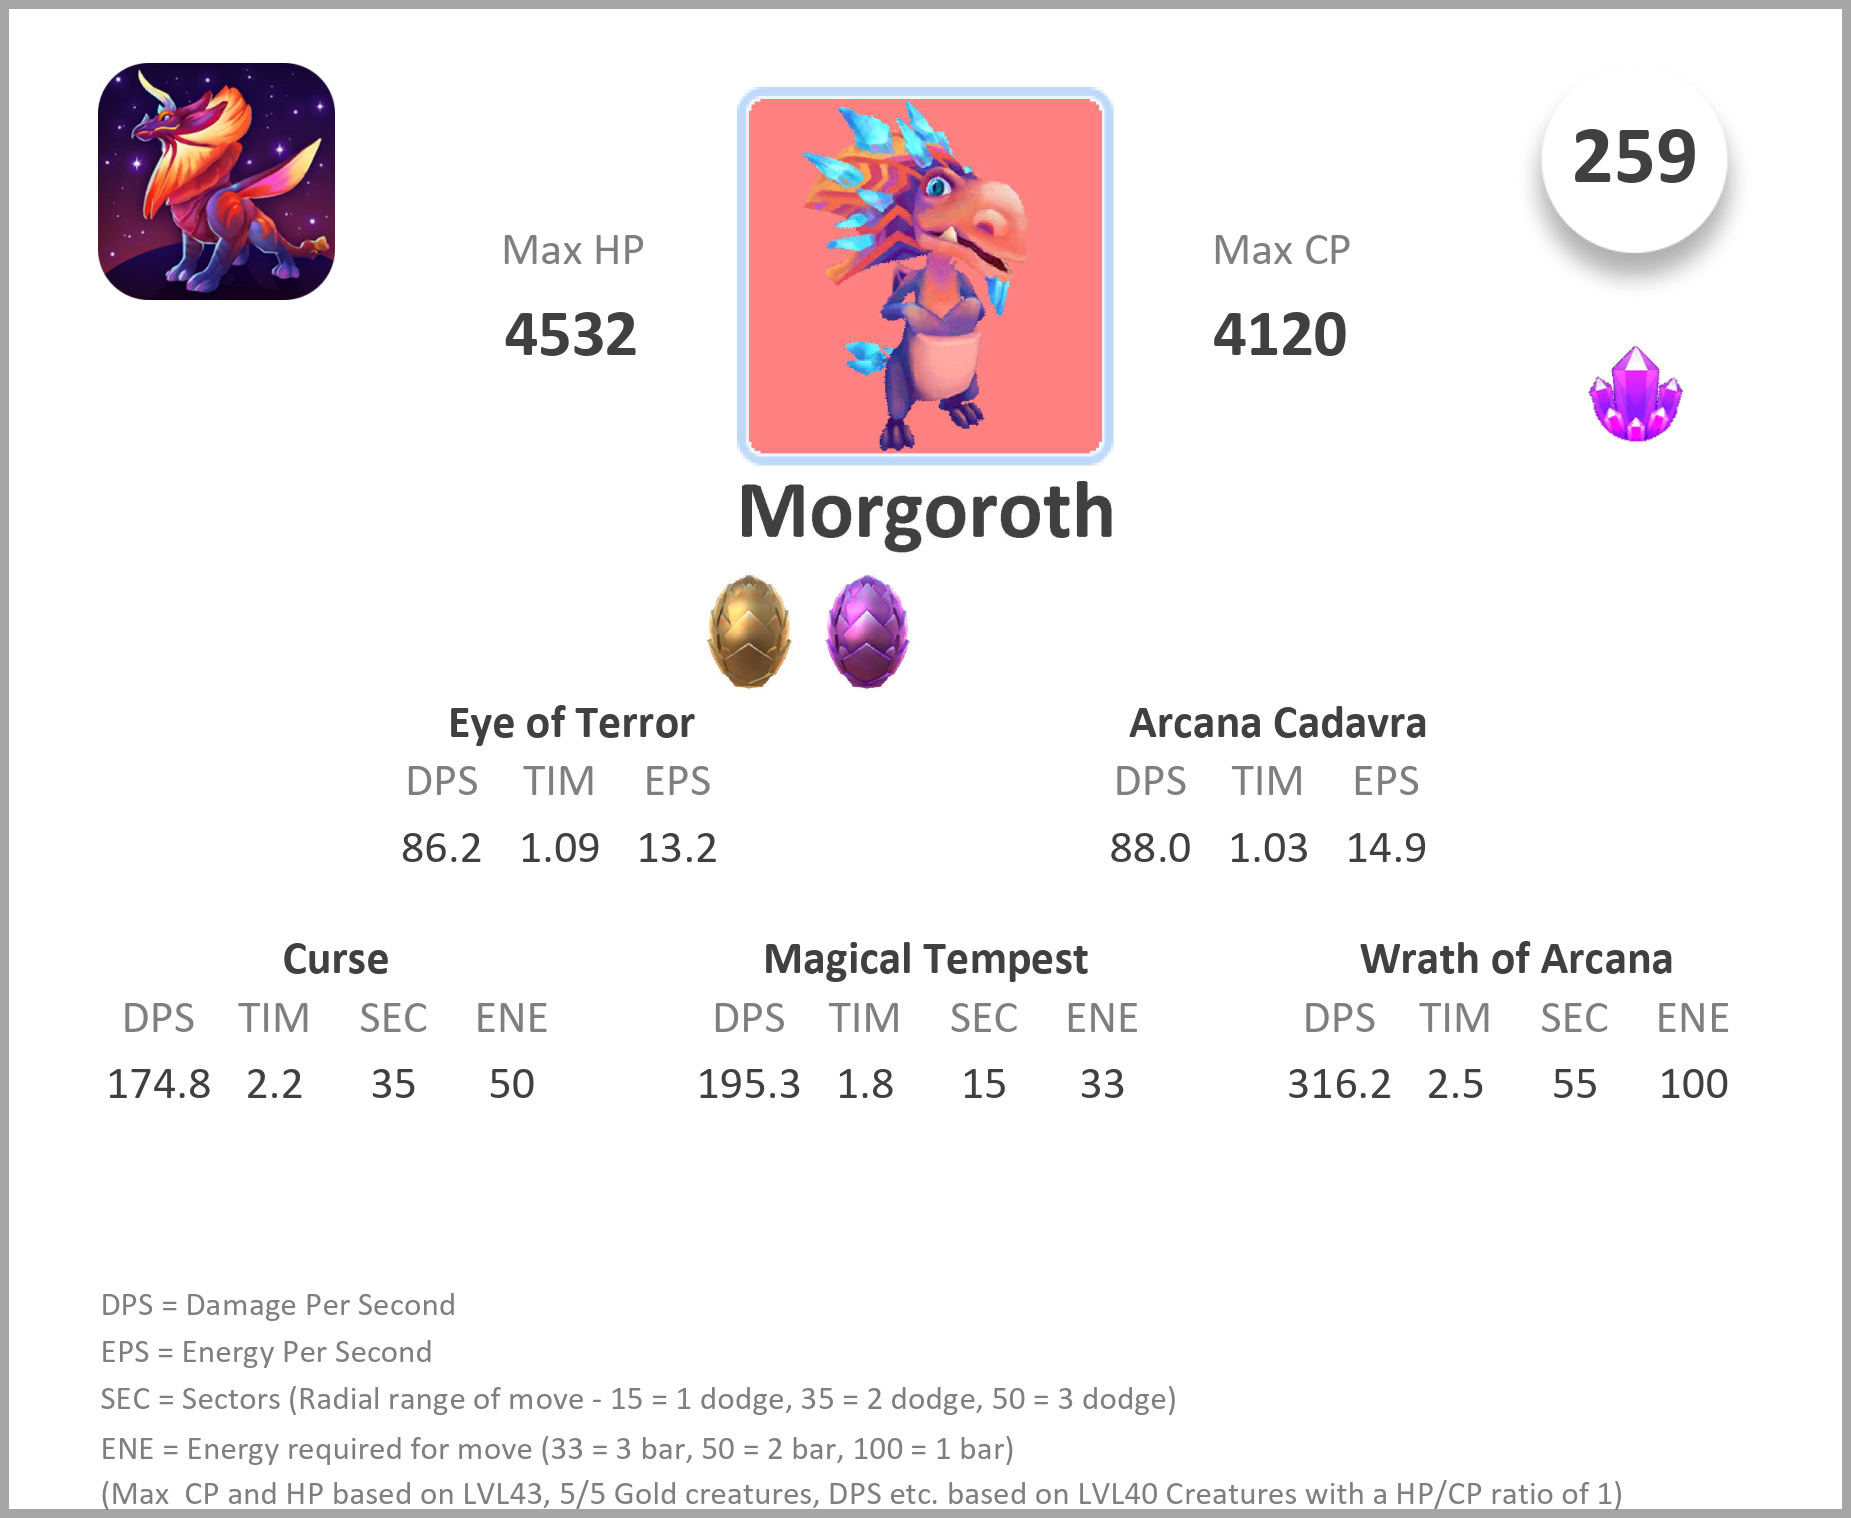 259
Max HP
Max CP
4532
4120
Morgoroth
Eye of Terror
Arcana Cadavra
DPS TIM EPS
DPS TIM EPS
86.2 1.09 13.2
88.0 1.03 14.9
Curse
Magical Tempest
Wrath of Arcana
DPS TIM SEC ENE
DPS TIM SEC ENE
DPS TIM SEC ENE
174.8 2.2 35 50
195.3 1.8 15 33
316.2 2.5 55 100
DPS = Damage Per Second
EPS = Energy Per Second
SEC = Sectors (Radial range of move - 15 = 1 dodge, 35 = 2 dodge, 50 = 3 dodge)
ENE = Energy required for move (33 = 3 bar, 50 = 2 bar, 100 = 1 bar)
(Max  CP and HP based on LVL43, 5/5 Gold creatures, DPS etc. based on LVL40 Creatures with a HP/CP ratio of 1)